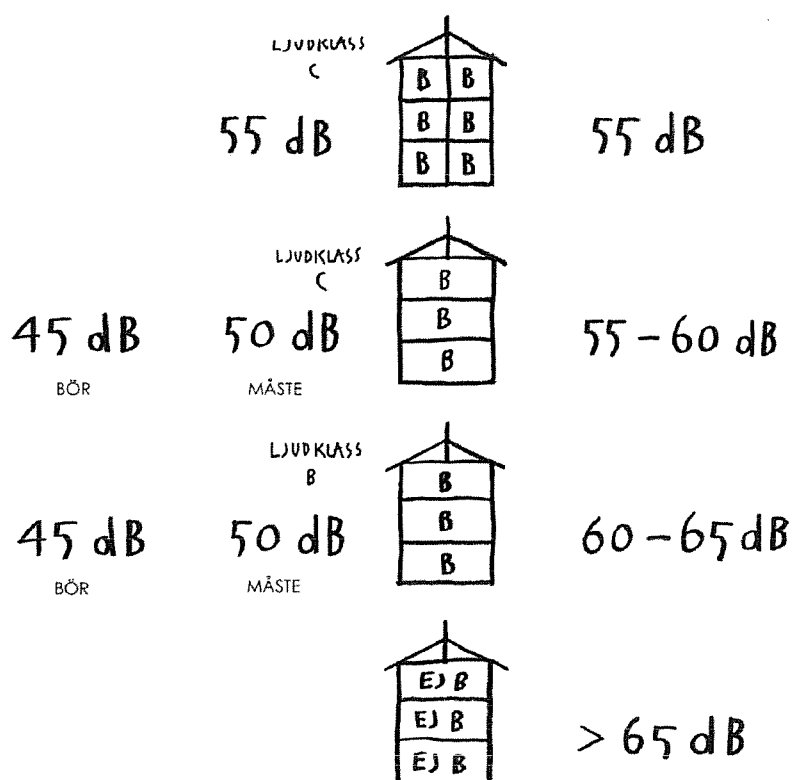 LJUDKLASS
C
B B
55 dB B B 55 dB
B B
LJUDKLASS
C
B
45 dB 50 dB B 55 – 60 dB
BÖR MÅSTE B
LJUDKLASS
B
B
45 dB 50 dB B 60 – 65 dB
BÖR MÅSTE B
EJ B
EJ B > 65 dB
EJ B